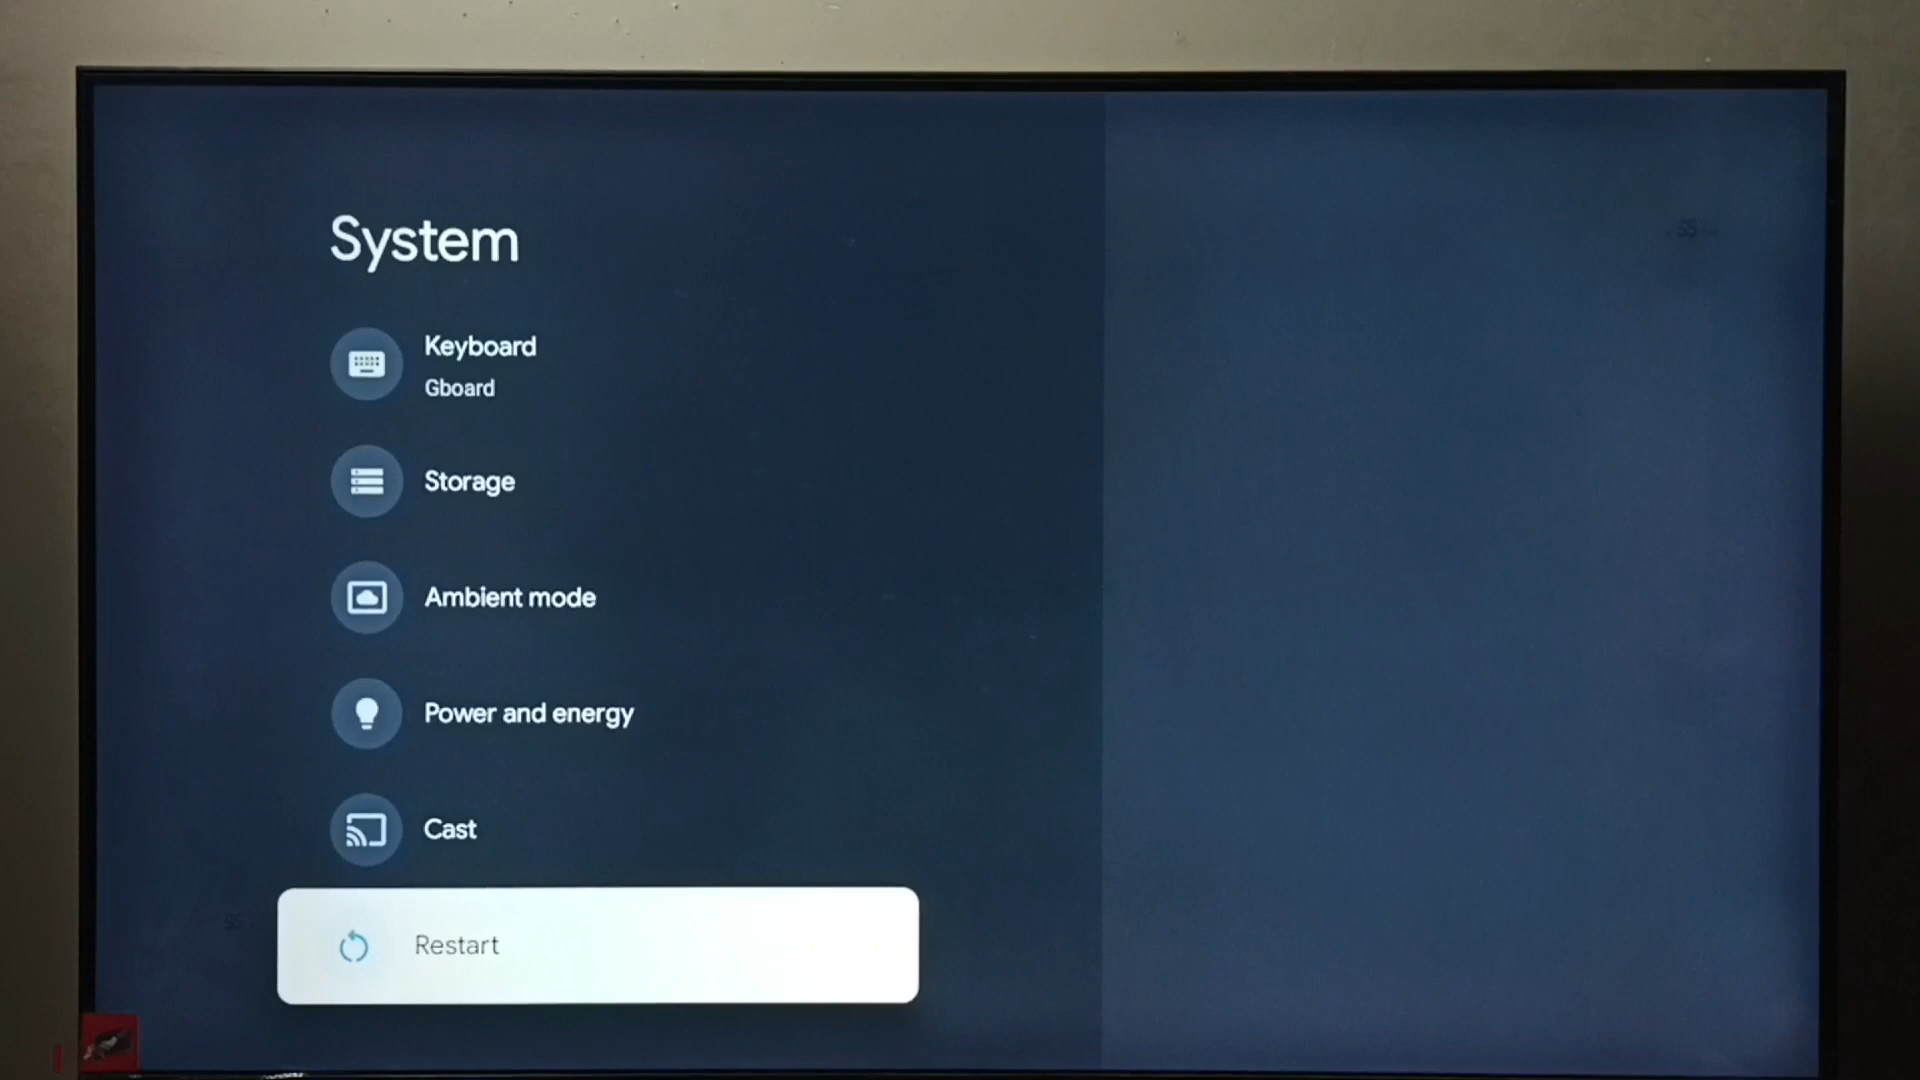 System
Keyboard
Gboard
Storage
Ambient mode
Power and energy
Cast
Restart